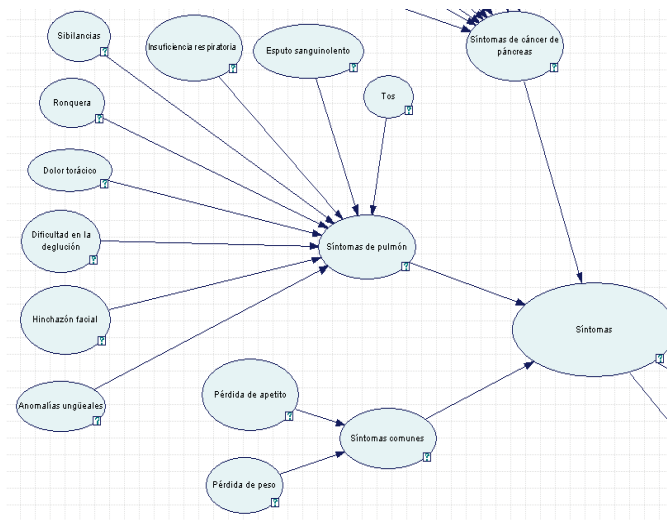 Sibilancias
Insuficiencia respiratoria
Esputo sanguinolento
Síntomas de cáncer de
páncreas
Ronquera
Tos
Dolor torácico
Dificultad en la
deglución
Síntomas de pulmón
Hinchazón facial
Síntomas
Anomalías ungüeales
Pérdida de apetito
Síntomas comunes
Pérdida de peso